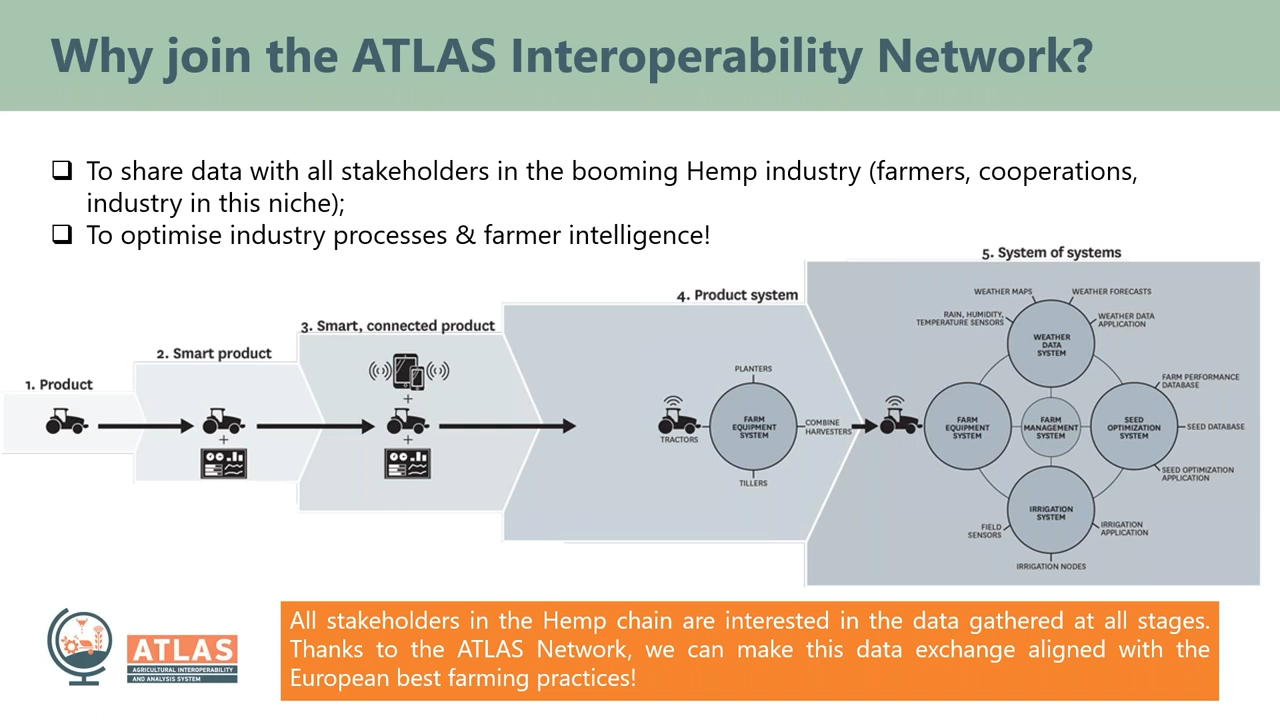 Why join the ATLAS Interoperability Network?
❑ To share data with all stakeholders in the booming Hemp industry (farmers, cooperations,
industry in this niche);
❑ To optimise industry processes & farmer intelligence!
1. Product
2. Smart product
+
3. Smart, connected product
+
+
4. Product system
PLANTERS
TRACTORS
FARM
EQUIPMENT
SYSTEM
COMBINE
HARVESTERS
TILLERS
5. System of systems
WEATHER MAPS
WEATHER FORECASTS
RAIN, HUMIDITY,
TEMPERATURE SENSORS
WEATHER DATA
APPLICATION
WEATHER
DATA
SYSTEM
FARM PERFORMANCE
DATABASE
FARM
EQUIPMENT
SYSTEM
FARM
MANAGEMENT
SYSTEM
SEED
OPTIMIZATION
SYSTEM
SEED DATABASE
SEED OPTIMIZATION
APPLICATION
IRRIGATION
SYSTEM
FIELD
SENSORS
IRRIGATION
APPLICATION
IRRIGATION NODES
ATLAS
AGRICULTURAL INTEROPERABILITY
AND ANALYSIS SYSTEM
All stakeholders in the Hemp chain are interested in the data gathered at all stages.
Thanks to the ATLAS Network, we can make this data exchange aligned with the
European best farming practices!